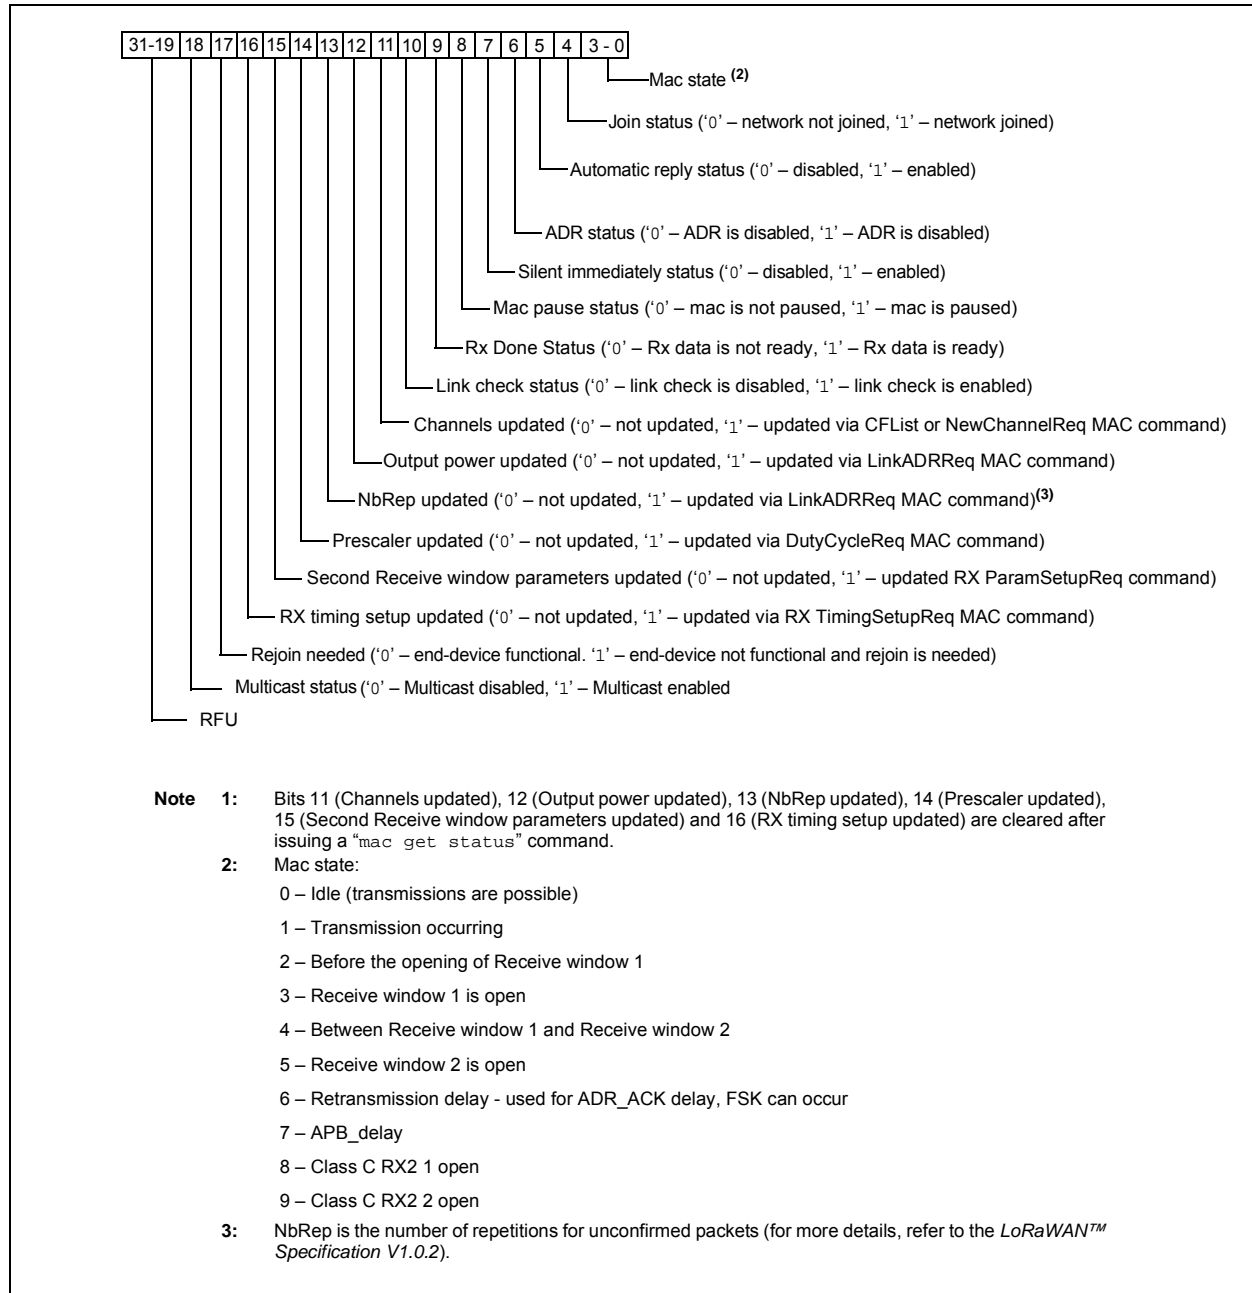 31-19 18 17 16 15 14 13 12 11 10 9 8 7 6 5 4 3 - 0
Mac state (2)
Join status (‘0’ – network not joined, ‘1’ – network joined)
Automatic reply status (‘0’ – disabled, ‘1’ – enabled)
ADR status (‘0’ – ADR is disabled, ‘1’ – ADR is disabled)
Silent immediately status (‘0’ – disabled, ‘1’ – enabled)
Mac pause status (‘0’ – mac is not paused, ‘1’ – mac is paused)
Rx Done Status (‘0’ – Rx data is not ready, ‘1’ – Rx data is ready)
Link check status (‘0’ – link check is disabled, ‘1’ – link check is enabled)
Channels updated (‘0’ – not updated, ‘1’ – updated via CFList or NewChannelReq MAC command)
Output power updated (‘0’ – not updated, ‘1’ – updated via LinkADRReq MAC command)
NbRep updated (‘0’ – not updated, ‘1’ – updated via LinkADRReq MAC command)(3)
Prescaler updated (‘0’ – not updated, ‘1’ – updated via DutyCycleReq MAC command)
Second Receive window parameters updated (‘0’ – not updated, ‘1’ – updated RX ParamSetupReq command)
RX timing setup updated (‘0’ – not updated, ‘1’ – updated via RX TimingSetupReq MAC command)
Rejoin needed (‘0’ – end-device functional. ‘1’ – end-device not functional and rejoin is needed)
Multicast status (‘0’ – Multicast disabled, ‘1’ – Multicast enabled
RFU
Note 1: Bits 11 (Channels updated), 12 (Output power updated), 13 (NbRep updated), 14 (Prescaler updated),
15 (Second Receive window parameters updated) and 16 (RX timing setup updated) are cleared after
issuing a “mac get status” command.
2: Mac state:
0 – Idle (transmissions are possible)
1 – Transmission occurring
2 – Before the opening of Receive window 1
3 – Receive window 1 is open
4 – Between Receive window 1 and Receive window 2
5 – Receive window 2 is open
6 – Retransmission delay - used for ADR_ACK delay, FSK can occur
7 – APB_delay
8 – Class C RX2 1 open
9 – Class C RX2 2 open
3: NbRep is the number of repetitions for unconfirmed packets (for more details, refer to the LoRaWAN™
Specification V1.0.2).